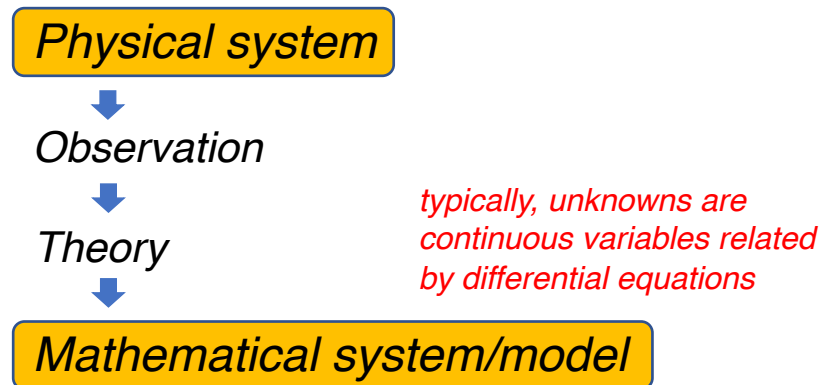 Physical system
Observation
Theory
typically, unknowns are
continuous variables related
by differential equations
Mathematical system/model